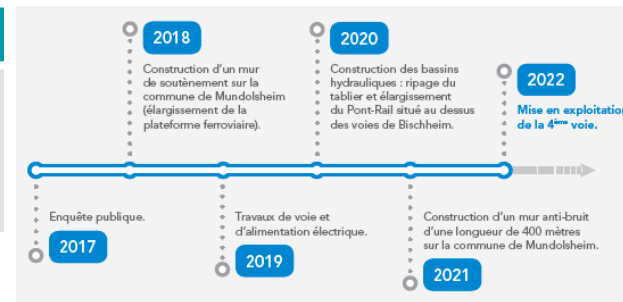 2018
Construction d'un mur
de soutènement sur la
commune de Mundolsheim
(élargissement de la
plateforme ferroviaire).
2020
Construction des bassins
hydrauliques : ripage du
tablier et élargissement
du Pont-Rail situé au dessus
des voies de Bischheim.
2022
Mise en exploitation
de la 4ème voie.
Enquête publique.
2017
Travaux de voie et
d'alimentation électrique.
2019
Construction d'un mur anti-bruit
d'une longueur de 400 mètres
sur la commune de Mundolsheim.
2021